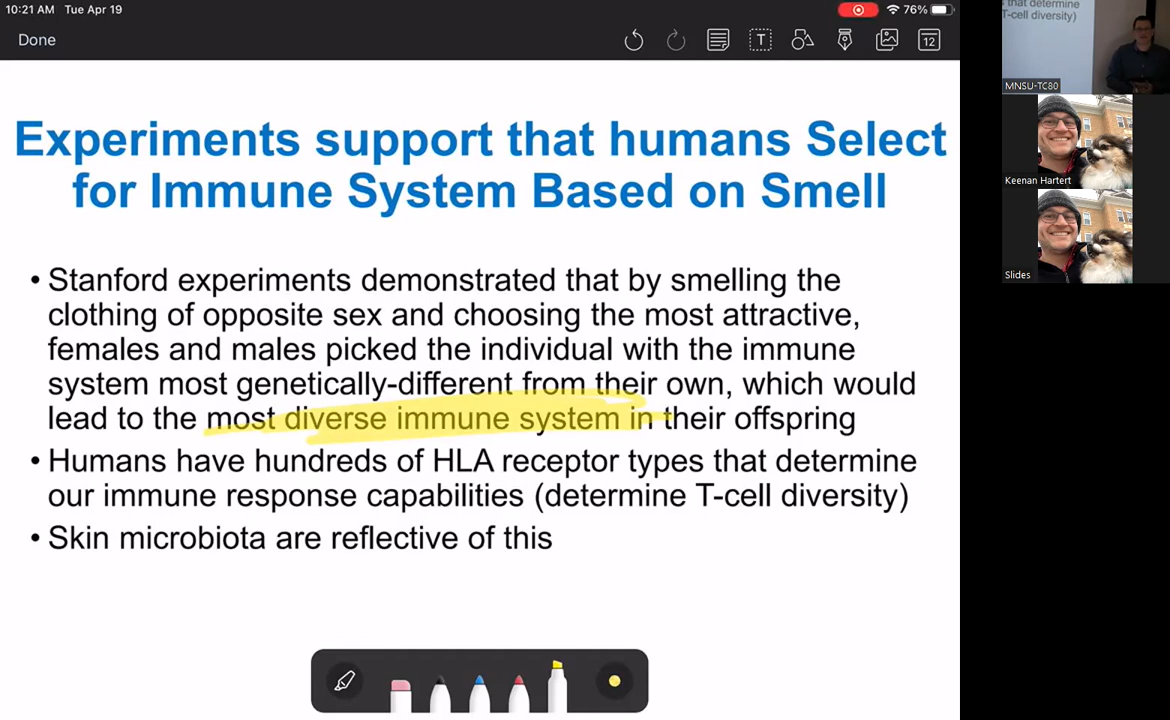 10:21 AM Tue Apr 19
76%
Done
T
12
Experiments support that humans Select
for Immune System Based on Smell
• Stanford experiments demonstrated that by smelling the
clothing of opposite sex and choosing the most attractive,
females and males picked the individual with the immune
system most genetically-different from their own, which would
lead to the most diverse immune system in their offspring
• Humans have hundreds of HLA receptor types that determine
our immune response capabilities (determine T-cell diversity)
• Skin microbiota are reflective of this
that determine
T-cell diversity)
MNSU-TC80
Keenan Hartert
Slides